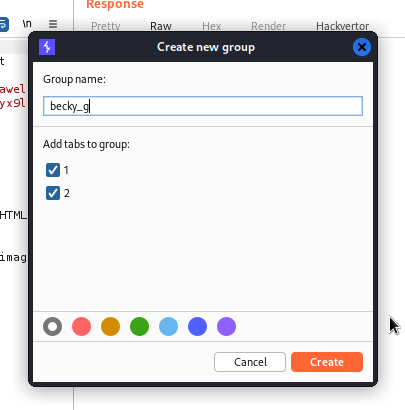 Response
\n
Pretty Raw Hex Render Hackvertor
Create new group
Group name:
becky_g
Add tabs to group:
1
2
t
awel
yx9l
HTML
imag
Cancel Create